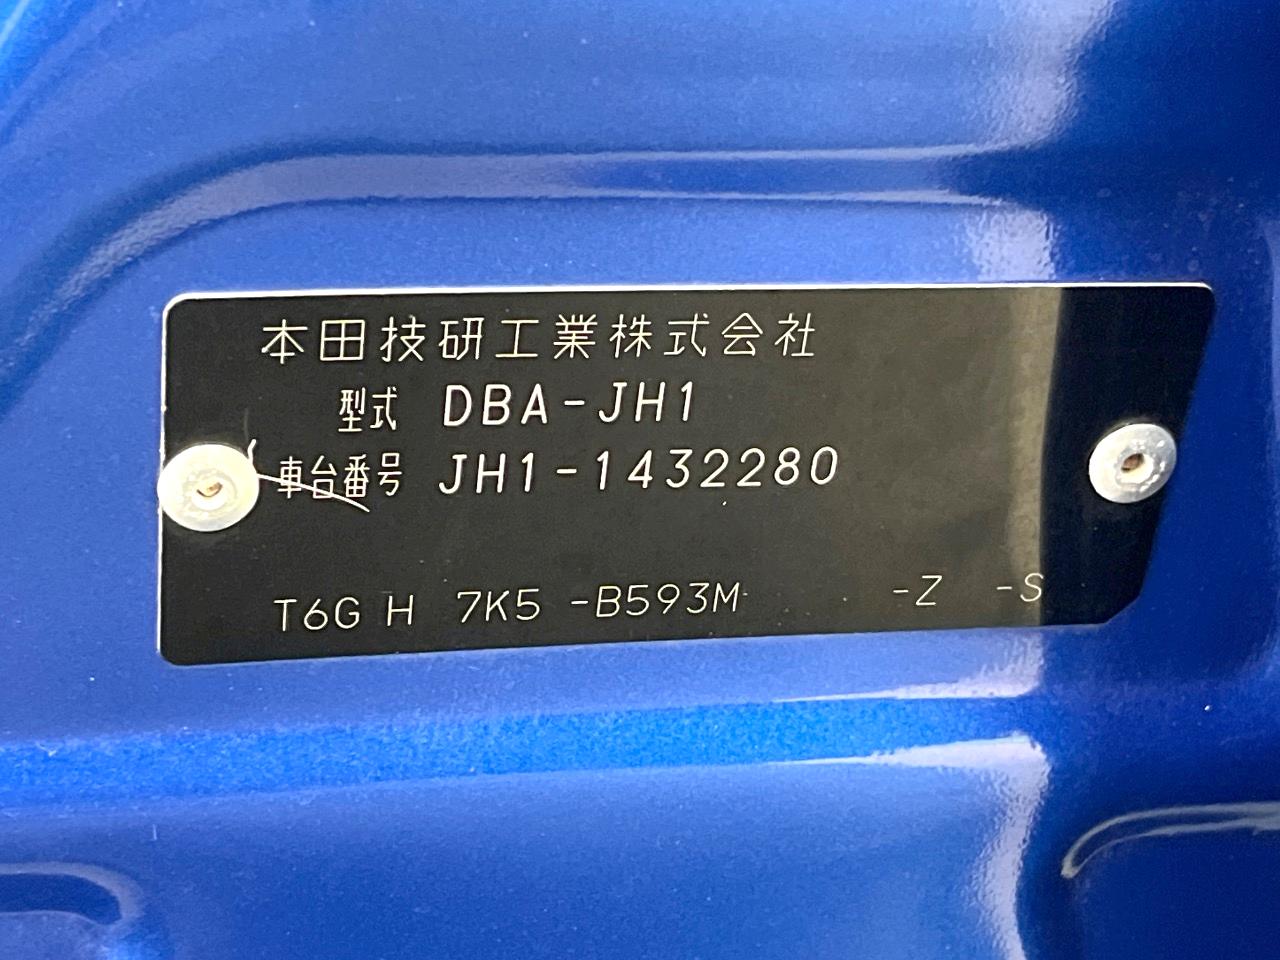 本田技研工業株式会社
型式 DBA-JH1
車台番号 JH1-1432280
T6G H 7K5 -B593M -Z -S